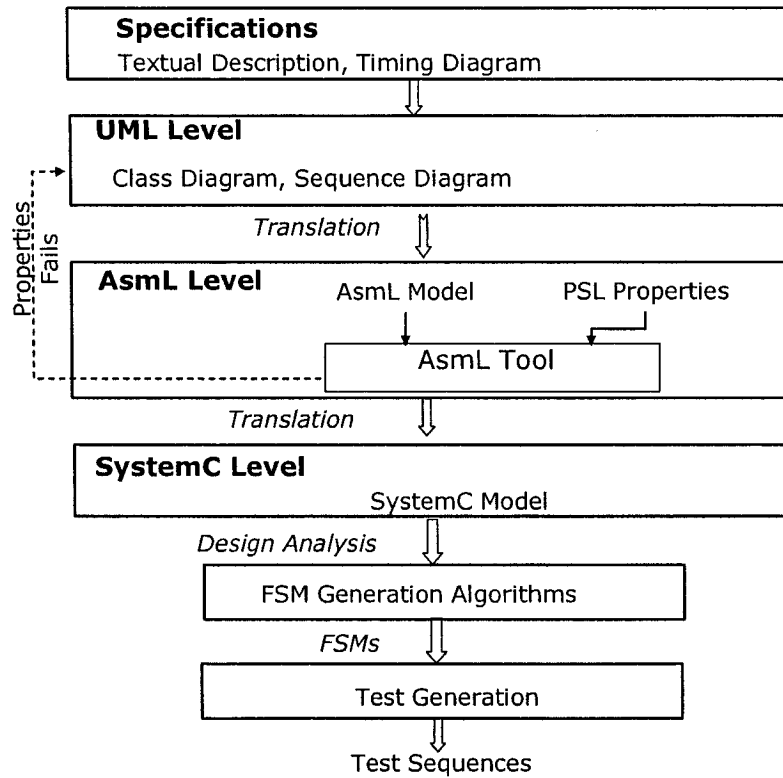 Specifications
Textual Description, Timing Diagram
UML Level
Class Diagram, Sequence Diagram
Translation
Properties
Fails
AsmL Level
AsmL Model
PSL Properties
AsmL Tool
Translation
SystemC Level
SystemC Model
Design Analysis
FSM Generation Algorithms
FSMs
Test Generation
Test Sequences